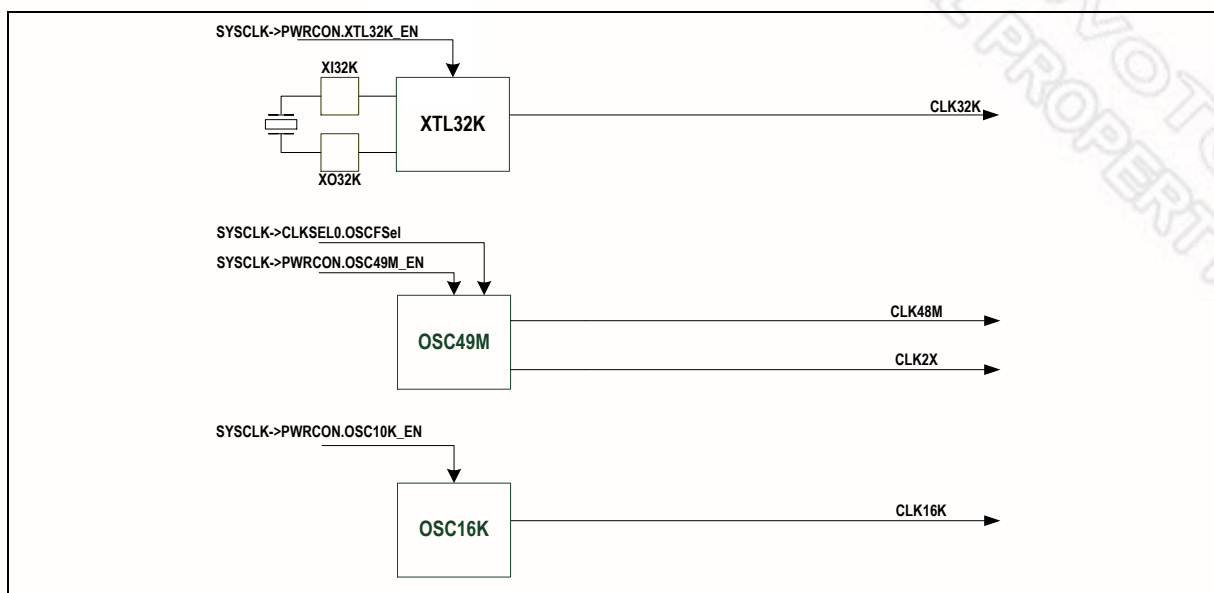 SYSCLK->PWRCON.XTL32K_EN
XI32K
XTL32K
CLK32K
XO32K
SYSCLK->CLKSEL0.OSCFSel
SYSCLK->PWRCON.OSC49M_EN
OSC49M
CLK48M
CLK2X
SYSCLK->PWRCON.OSC10K_EN
OSC16K
CLK16K